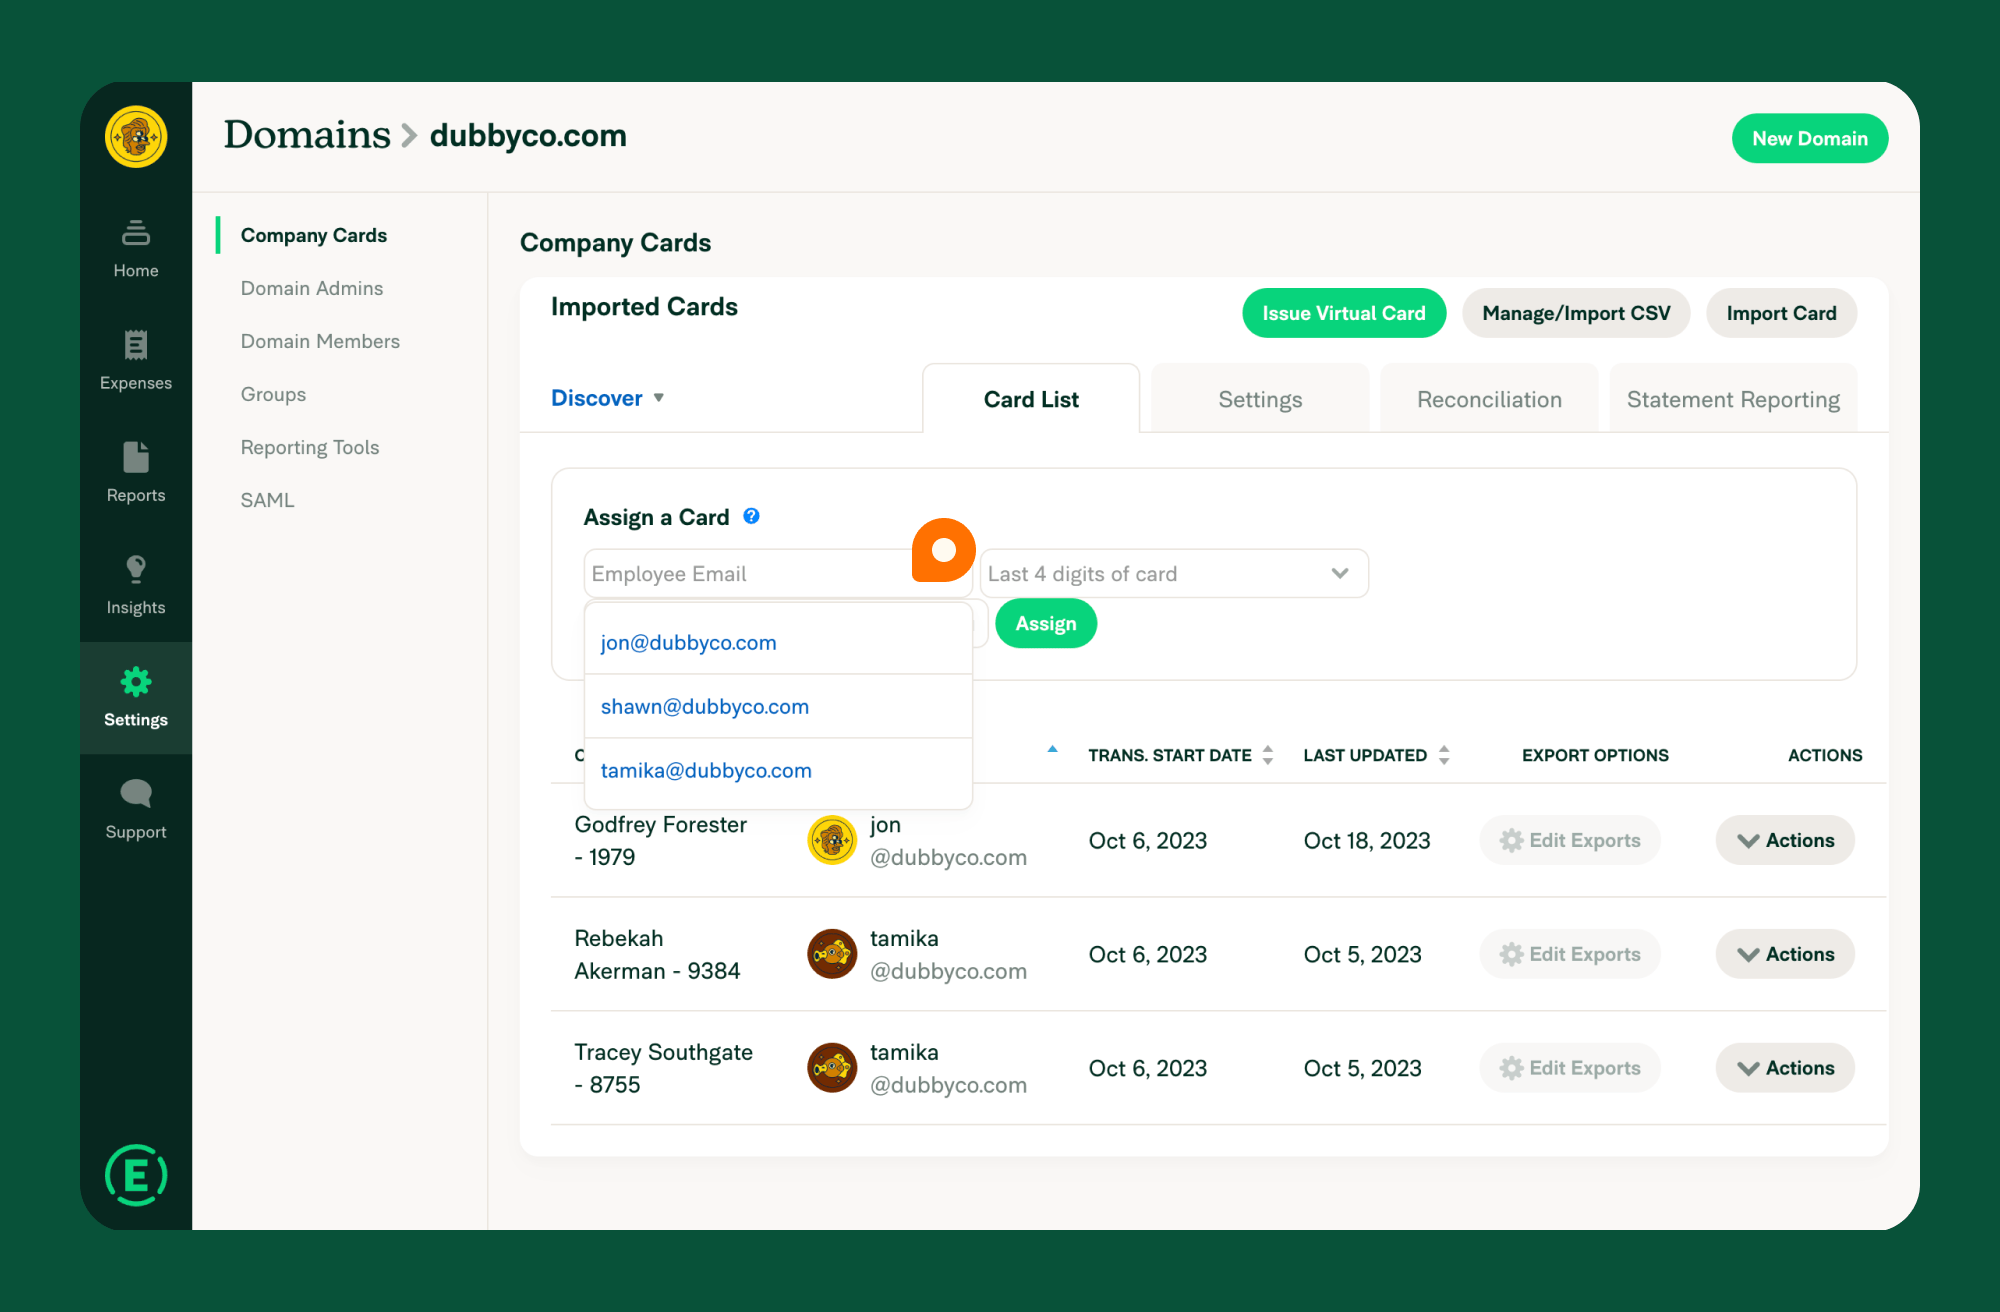 Domains > dubbyco.com
New Domain
Home
Expenses
Reports
Insights
Settings
Support
E
Company Cards
Domain Admins
Domain Members
Groups
Reporting Tools
SAML
Company Cards
Imported Cards
Issue Virtual Card
Manage/Import CSV
Import Card
Discover
Card List
Settings
Reconciliation
Statement Reporting
Assign a Card ?
Employee Email
Last 4 digits of card
Assign
jon@dubbyco.com
shawn@dubbyco.com
tamika@dubbyco.com
TRANS. START DATE
LAST UPDATED
EXPORT OPTIONS
ACTIONS
Godfrey Forester
- 1979
jon
@dubbyco.com
Oct 6, 2023
Oct 18, 2023
Edit Exports
Actions
Rebekah
Akerman - 9384
tamika
@dubbyco.com
Oct 6, 2023
Oct 5, 2023
Edit Exports
Actions
Tracey Southgate
- 8755
tamika
@dubbyco.com
Oct 6, 2023
Oct 5, 2023
Edit Exports
Actions